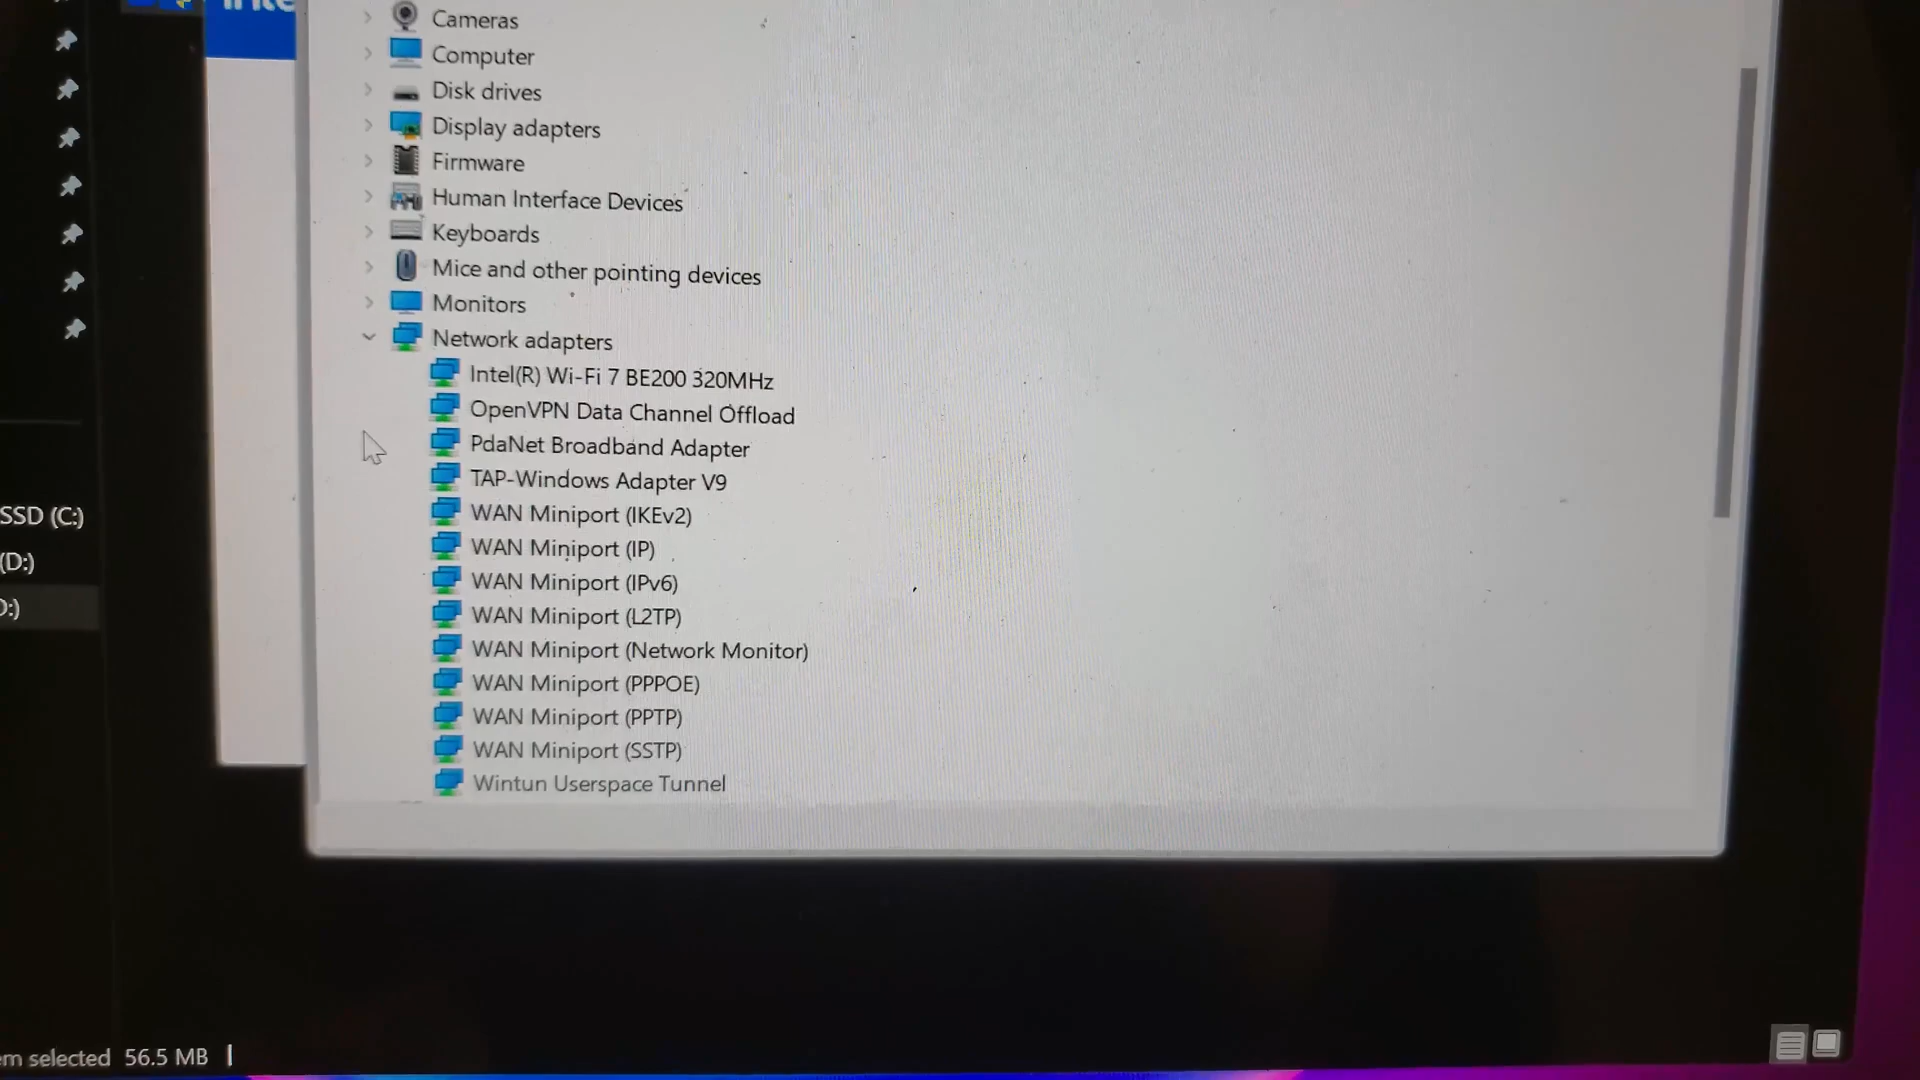 Cameras
Computer
Disk drives
Display adapters
Firmware
Human Interface Devices
Keyboards
Mice and other pointing devices
Monitors
Network adapters
Intel(R) Wi-Fi 7 BE200 320MHz
OpenVPN Data Channel Offload
PdaNet Broadband Adapter
TAP-Windows Adapter V9
WAN Miniport (IKEv2)
WAN Miniport (IP)
WAN Miniport (IPv6)
WAN Miniport (L2TP)
WAN Miniport (Network Monitor)
WAN Miniport (PPPOE)
WAN Miniport (PPTP)
WAN Miniport (SSTP)
Wintun Userspace Tunnel
SSD (C:)
(D:)
selected 56.5 MB